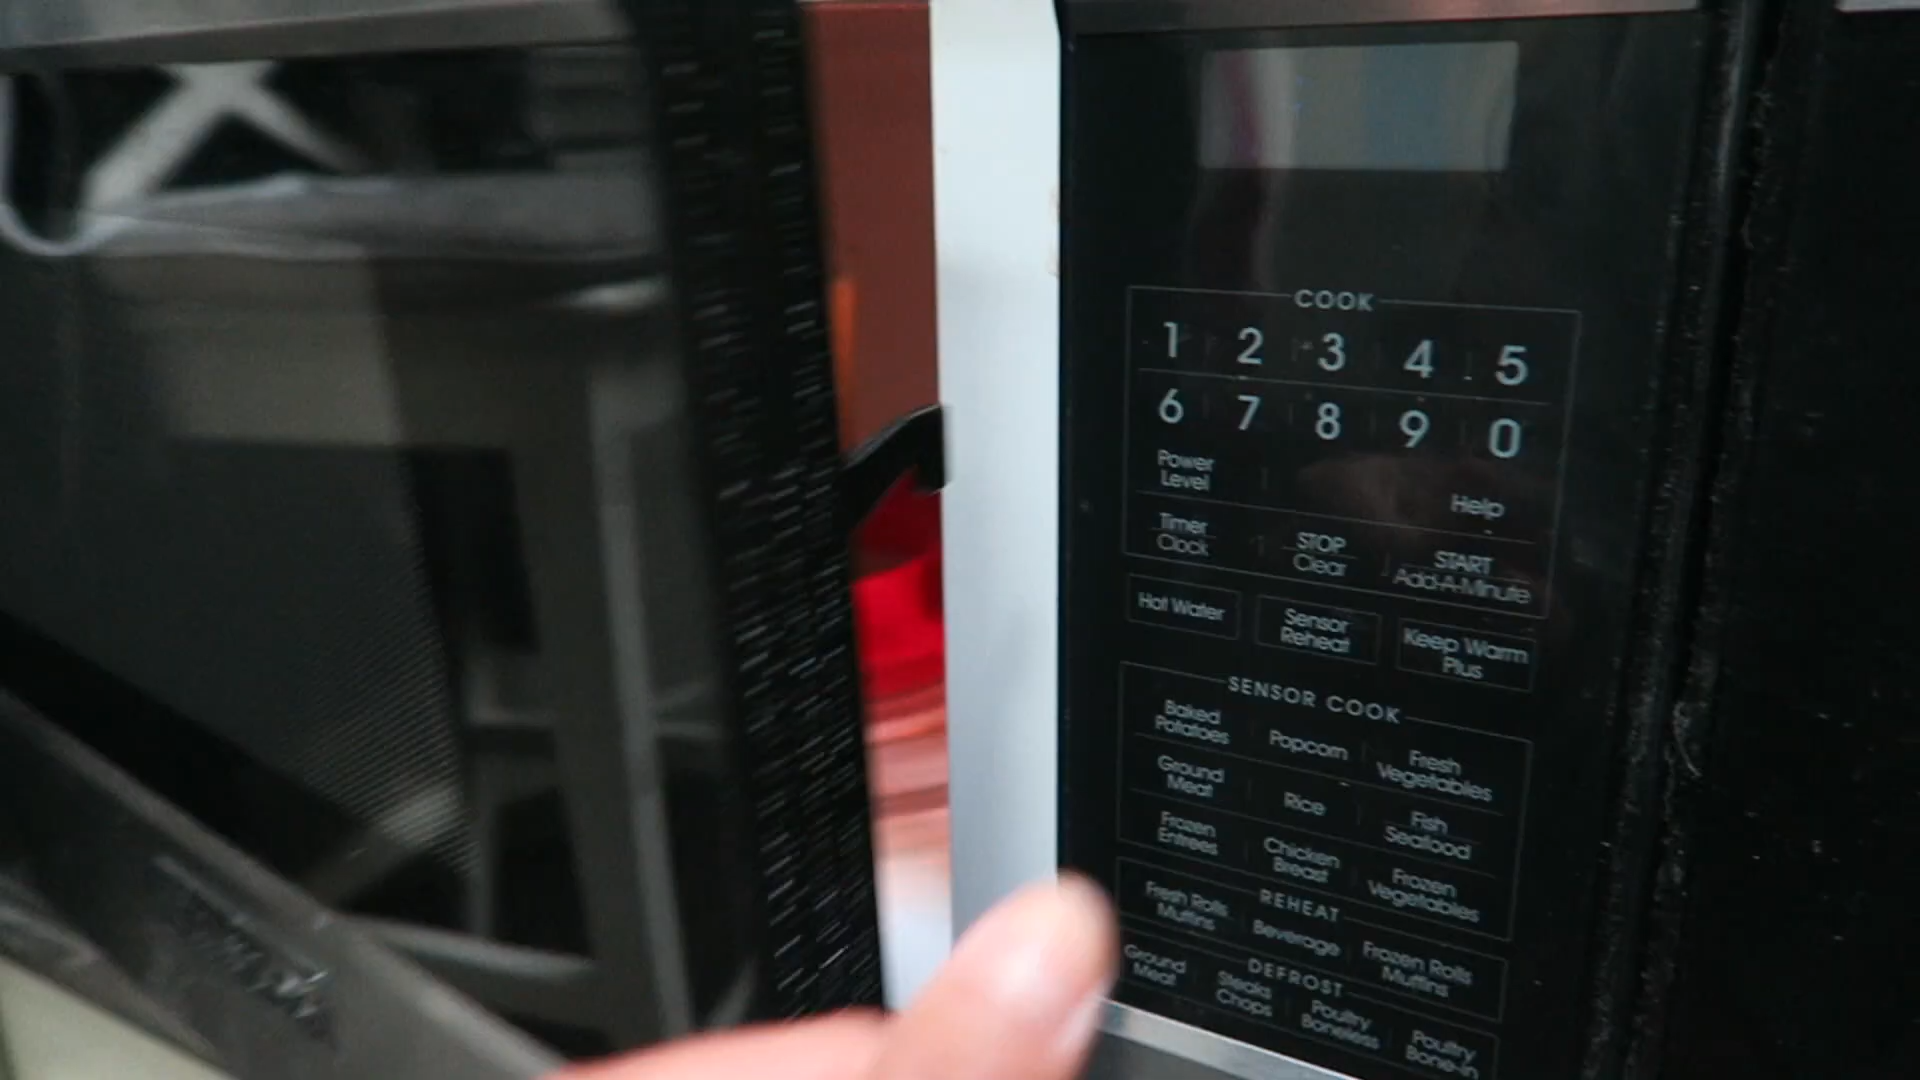 COOK
1 2 3 4 5
6 7 8 9 0
Power
Level
Help
Timer
Clock
STOP
Clear
START
Add-A-Minute
Hot Water
Sensor
Reheat
Keep Warm
Plus
SENSOR COOK
Baked
Potatoes
Popcorn
Fresh
Vegetables
Ground
Meat
Rice
Fish
Seafood
Frozen
Entrees
Chicken
Breast
Frozen
Vegetables
REHEAT
Fresh Rolls
Muffins
Beverage
Frozen Rolls
Muffins
DEFROST
Ground
Meat
Steaks
Chops
Poultry
Boneless
Poultry
Bone-in